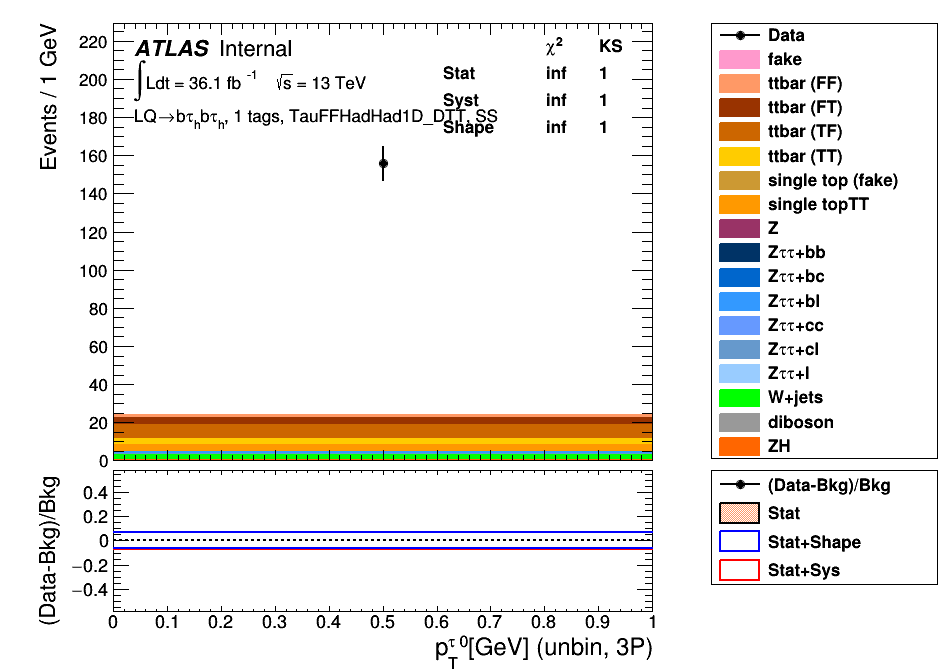 Events / 1 GeV
220
200
180
160
140
120
100
80
60
40
20
0
ATLAS Internal
∫Ldt = 36.1 fb⁻¹ √s = 13 TeV
LQ→bτₕbτₕ, 1 tags, TauFFHadHad1D_DTT, SS
χ² KS
Stat inf 1
Syst inf 1
Shape inf 1
Data
fake
ttbar (FF)
ttbar (FT)
ttbar (TF)
ttbar (TT)
single top (fake)
single topTT
Z
Zττ+bb
Zττ+bc
Zττ+bl
Zττ+cc
Zττ+cl
Zττ+l
W+jets
diboson
ZH
(Data-Bkg)/Bkg
0.4
0.2
0
−0.2
−0.4
(Data-Bkg)/Bkg
Stat
Stat+Shape
Stat+Sys
0 0.1 0.2 0.3 0.4 0.5 0.6 0.7 0.8 0.9 1
p_T^τ 0[GeV] (unbin, 3P)